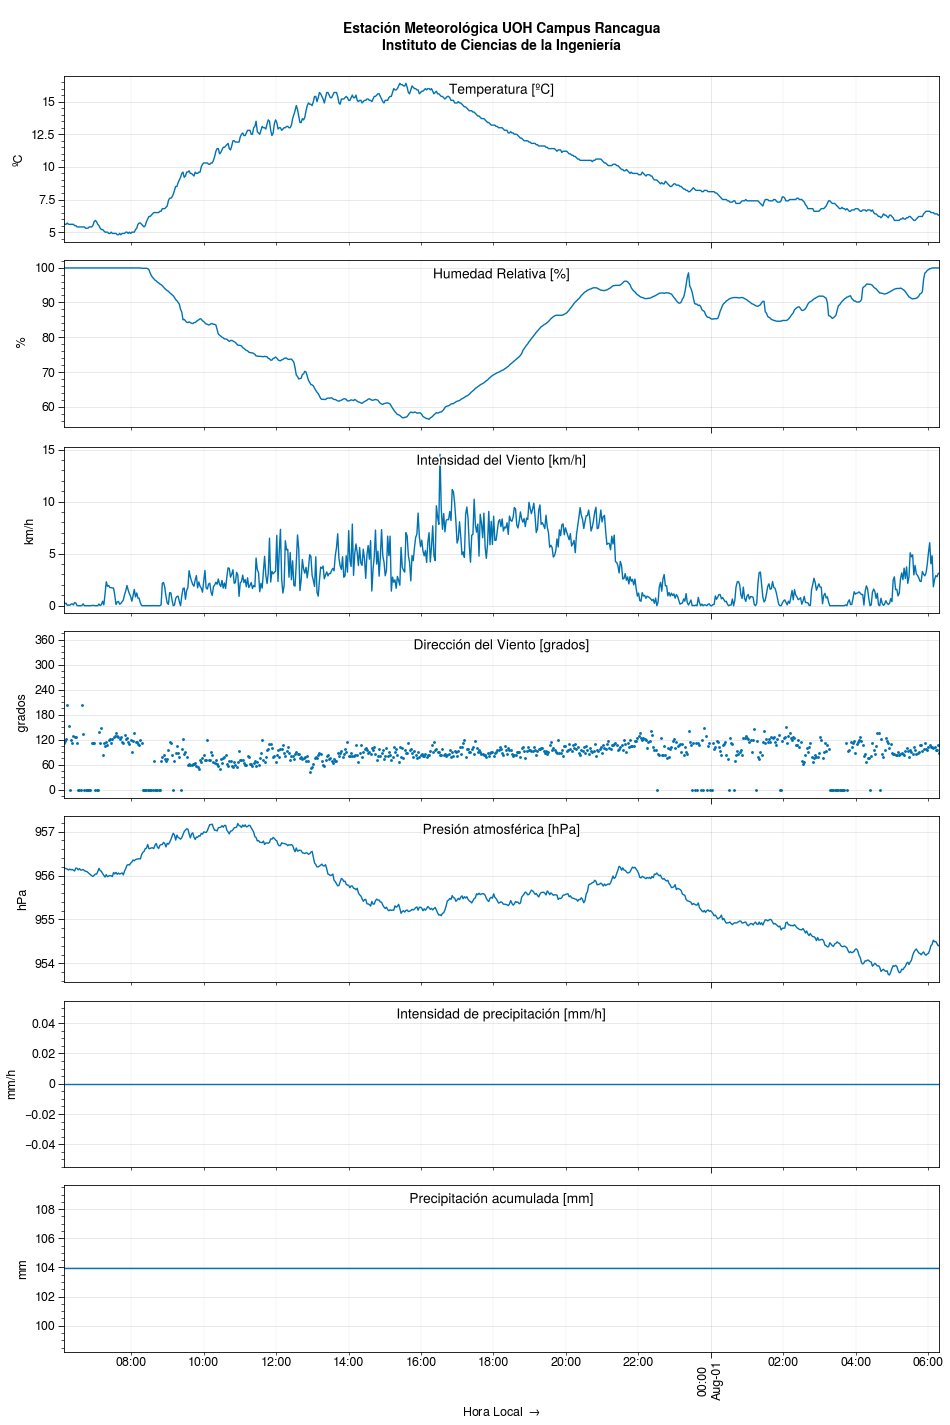 Estación Meteorológica UOH Campus Rancagua
Instituto de Ciencias de la Ingeniería
Temperatura [ºC]
ºC
15
12.5
10
7.5
5
Humedad Relativa [%]
%
100
90
80
70
60
Intensidad del Viento [km/h]
km/h
15
10
5
0
Dirección del Viento [grados]
grados
360
300
240
180
120
60
0
Presión atmosférica [hPa]
hPa
957
956
955
954
Intensidad de precipitación [mm/h]
mm/h
0.04
0.02
0
−0.02
−0.04
Precipitación acumulada [mm]
mm
108
106
104
102
100
08:00 10:00 12:00 14:00 16:00 18:00 20:00 22:00 00:00 02:00 04:00 06:00
Aug-01
Hora Local →